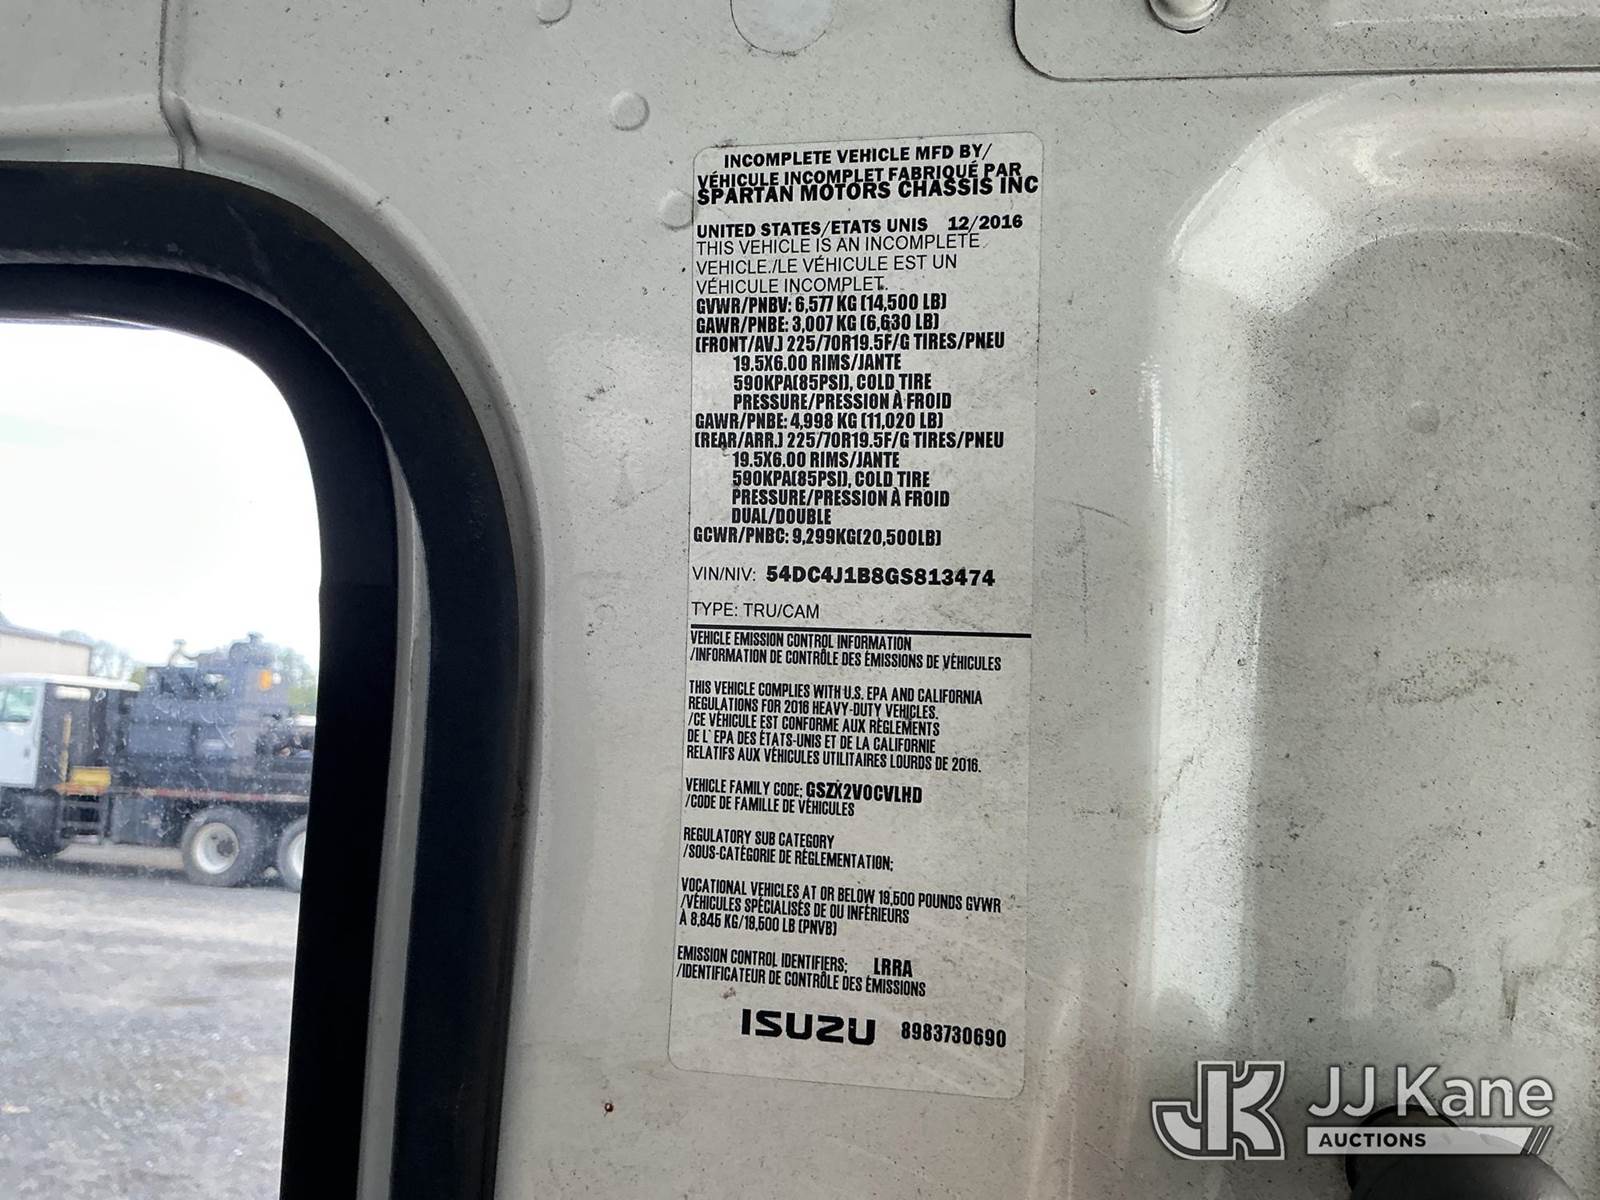 INCOMPLETE VEHICLE MFD BY/
VÉHICULE INCOMPLET FABRIQUÉ PAR
SPARTAN MOTORS CHASSIS INC
UNITED STATES/ETATS UNIS 12/2016
THIS VEHICLE IS AN INCOMPLETE
VEHICLE./LE VÉHICULE EST UN
VÉHICULE INCOMPLET.
GVWR/PNBV: 6,577 KG (14,500 LB)
GAWR/PNBE: 3,007 KG (6,630 LB)
(FRONT/AV.) 225/70R19.5F/G TIRES/PNEU
19.5X6.00 RIMS/JANTE
590KPA(85PSI), COLD TIRE
PRESSURE/PRESSION À FROID
GAWR/PNBE: 4,998 KG (11,020 LB)
(REAR/ARR.) 225/70R19.5F/G TIRES/PNEU
19.5X6.00 RIMS/JANTE
590KPA(85PSI), COLD TIRE
PRESSURE/PRESSION À FROID
DUAL/DOUBLE
GCWR/PNBC: 9,299KG(20,500LB)
VIN/NIV: 54DC4J1B8GS813474
TYPE: TRU/CAM
VEHICLE EMISSION CONTROL INFORMATION
/INFORMATION DE CONTRÔLE DES ÉMISSIONS DE VÉHICULES
THIS VEHICLE COMPLIES WITH U.S. EPA AND CALIFORNIA
REGULATIONS FOR 2016 HEAVY-DUTY VEHICLES.
/CE VÉHICULE EST CONFORME AUX RÈGLEMENTS
DE L' EPA DES ÉTATS-UNIS ET DE LA CALIFORNIE
RELATIFS AUX VÉHICULES UTILITAIRES LOURDS DE 2016.
VEHICLE FAMILY CODE: GSZX2VOCVLHD
/CODE DE FAMILLE DE VÉHICULES
REGULATORY SUB CATEGORY
/SOUS-CATÉGORIE DE RÉGLEMENTATION:
VOCATIONAL VEHICLES AT OR BELOW 19,500 POUNDS GVWR
/VÉHICULES SPÉCIALISÉS DE OU INFÉRIEURS
À 8,845 KG/19,500 LB (PNVB)
EMISSION CONTROL IDENTIFIERS: LRRA
/IDENTIFICATEUR DE CONTRÔLE DES ÉMISSIONS
ISUZU 8983730690
JK JJ Kane
AUCTIONS